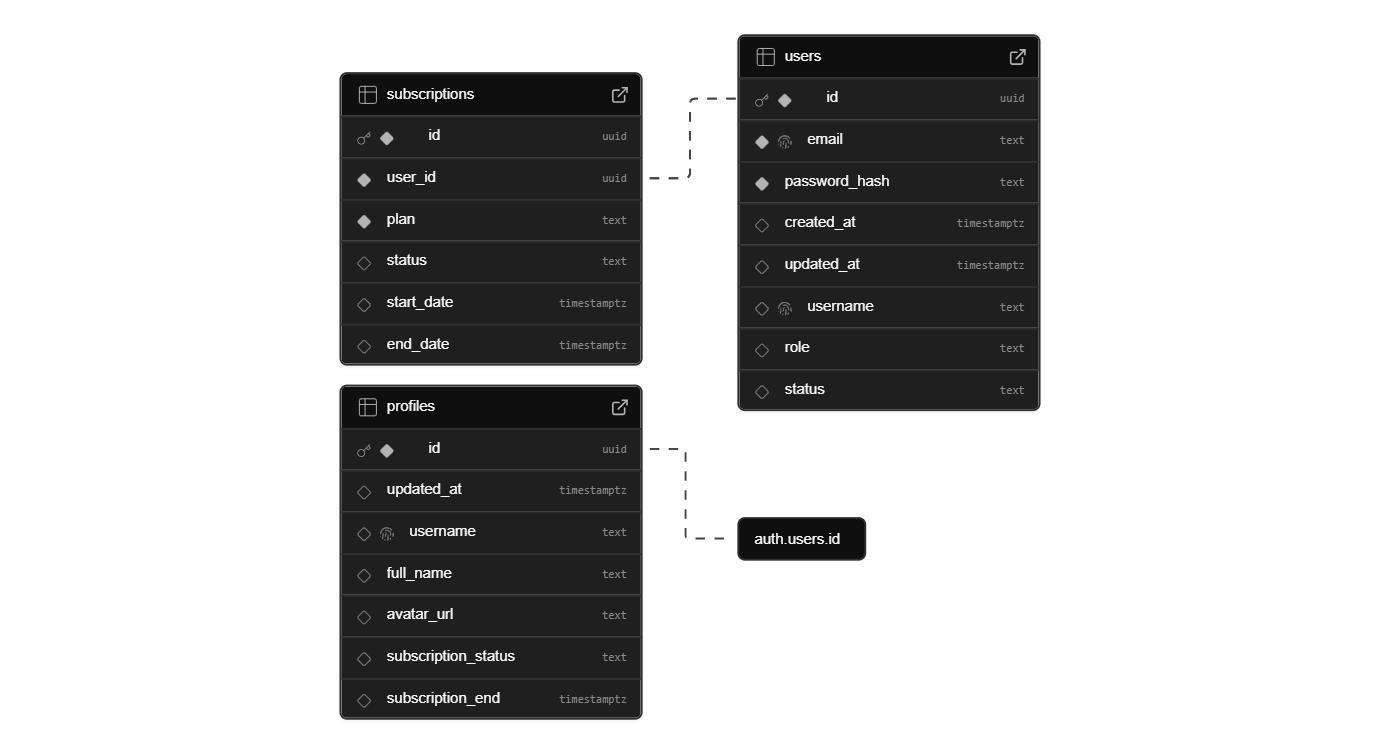 subscriptions
id uuid
user_id uuid
plan text
status text
start_date timestamptz
end_date timestamptz
users
id uuid
email text
password_hash text
created_at timestamptz
updated_at timestamptz
username text
role text
status text
profiles
id uuid
updated_at timestamptz
username text
full_name text
avatar_url text
subscription_status text
subscription_end timestamptz
auth.users.id